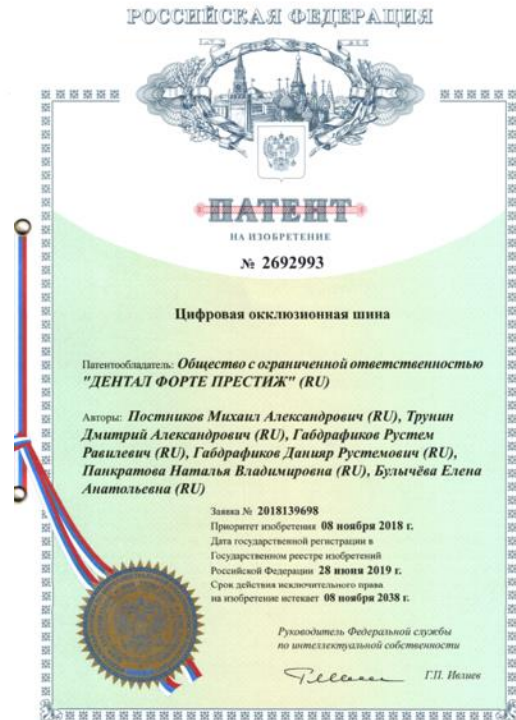 РОССИЙСКАЯ ФЕДЕРАЦИЯ
ПАТЕНТ
НА ИЗОБРЕТЕНИЕ
№ 2692993
Цифровая окклюзионная шина
Патентообладатель: Общество с ограниченной ответственностью
"ДЕНТАЛ ФОРТЕ ПРЕСТИЖ" (RU)
Авторы: Постников Михаил Александрович (RU), Трунин
Дмитрий Александрович (RU), Габдрафиков Рустем
Равилевич (RU), Габдрафиков Данияр Рустемович (RU),
Панкратова Наталья Владимировна (RU), Булычёва Елена
Анатольевна (RU)
Заявка № 2018139698
Приоритет изобретения 08 ноября 2018 г.
Дата государственной регистрации в
Государственном реестре изобретений
Российской Федерации 28 июня 2019 г.
Срок действия исключительного права
на изобретение истекает 08 ноября 2038 г.
Руководитель Федеральной службы
по интеллектуальной собственности
Г.П. Ивлиев